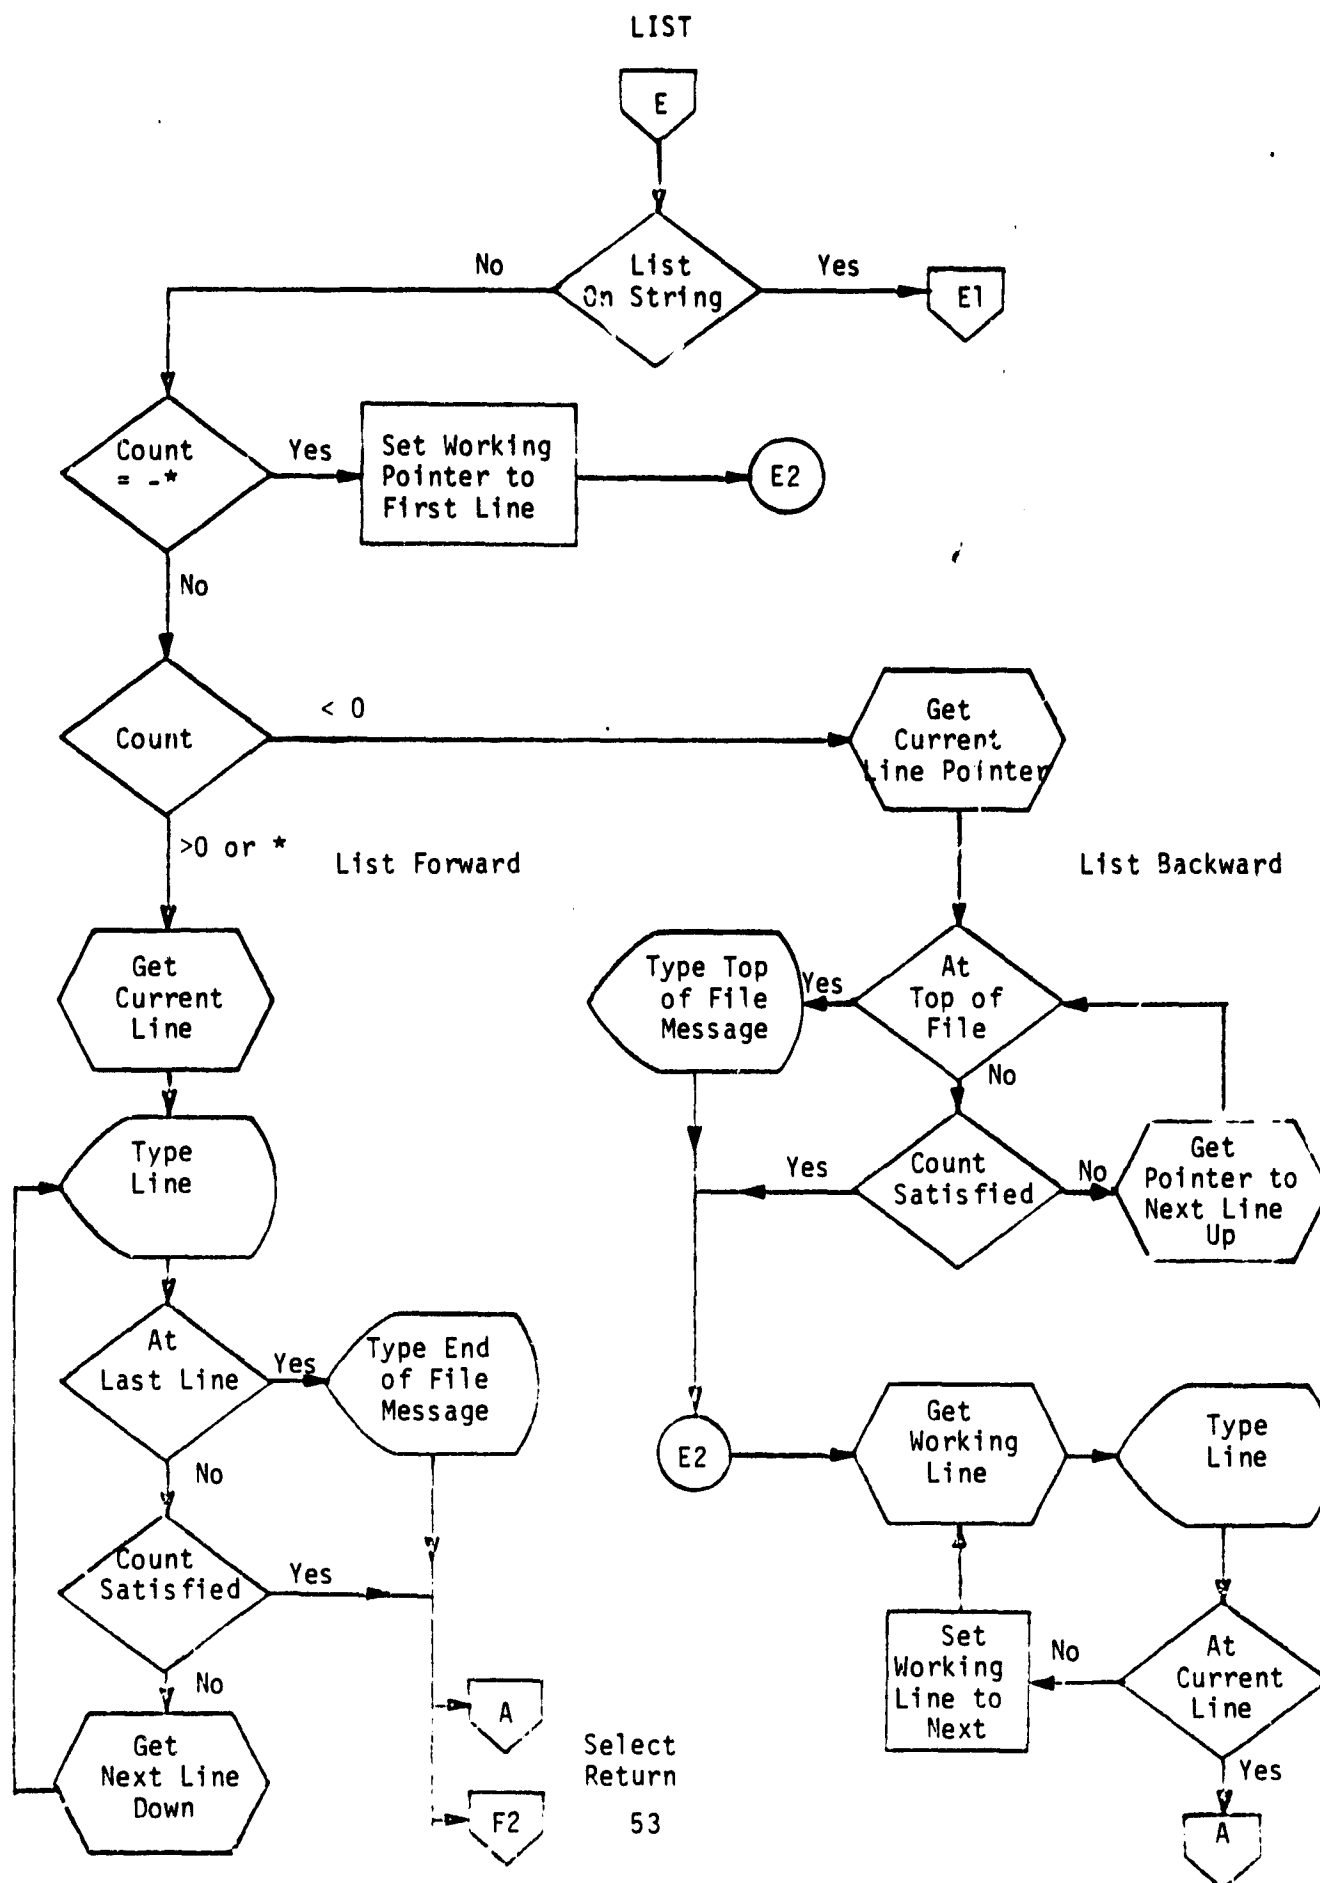 LIST
E
List
On String
No
Yes
E1
Count
= -*
Yes
Set Working
Pointer to
First Line
E2
No
Count
< 0
Get
Current
Line Pointer
>0 or *
List Forward
List Backward
Get
Current
Line
Type Top
of File
Message
Yes
At
Top of
File
No
Type
Line
Yes
Count
Satisfied
No
Get
Pointer to
Next Line
Up
At
Last Line
Yes
Type End
of File
Message
No
E2
Get
Working
Line
Type
Line
Count
Satisfied
Yes
No
Set
Working
Line to
Next
No
At
Current
Line
Yes
A
Get
Next Line
Down
A
Select
Return
F2
53